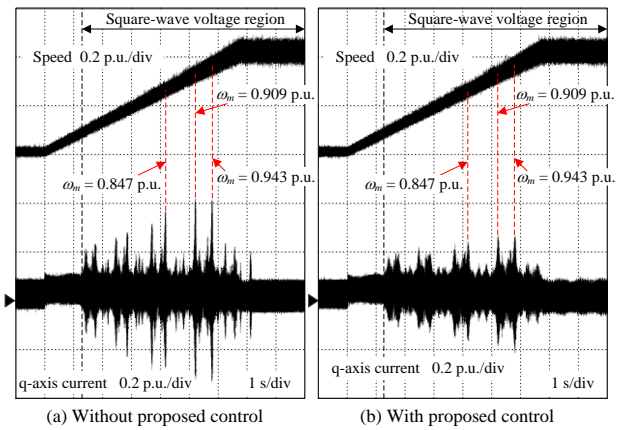 Square-wave voltage region
Speed 0.2 p.u./div
ωm = 0.909 p.u.
ωm = 0.847 p.u.
ωm = 0.943 p.u.
q-axis current 0.2 p.u./div
1 s/div
(a) Without proposed control
Square-wave voltage region
Speed 0.2 p.u./div
ωm = 0.909 p.u.
ωm = 0.847 p.u.
ωm = 0.943 p.u.
q-axis current 0.2 p.u./div
1 s/div
(b) With proposed control